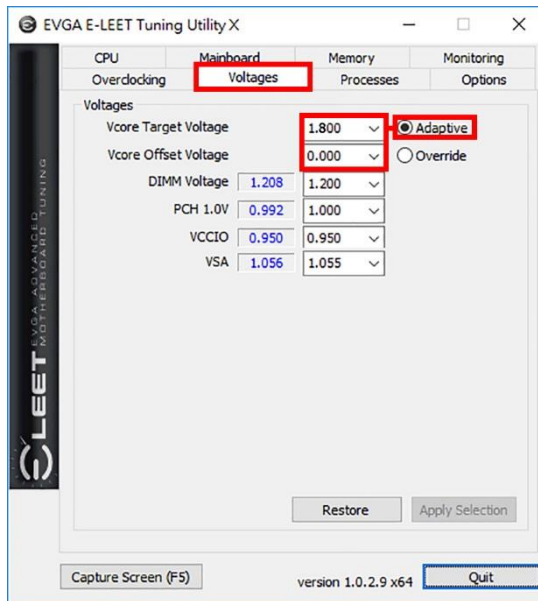 EVGA E-LEET Tuning Utility X
CPU Mainboard Memory Monitoring
Overclocking Voltages Processes Options
Voltages
Vcore Target Voltage 1.800 Adaptive
Vcore Offset Voltage 0.000 Override
DIMM Voltage 1.208 1.200
PCH 1.0V 0.992 1.000
VCCIO 0.950 0.950
VSA 1.056 1.055
Restore Apply Selection
Capture Screen (F5) version 1.0.2.9 x64 Quit
ELEET EVGA ADVANCED
MOTHERBOARD TUNING